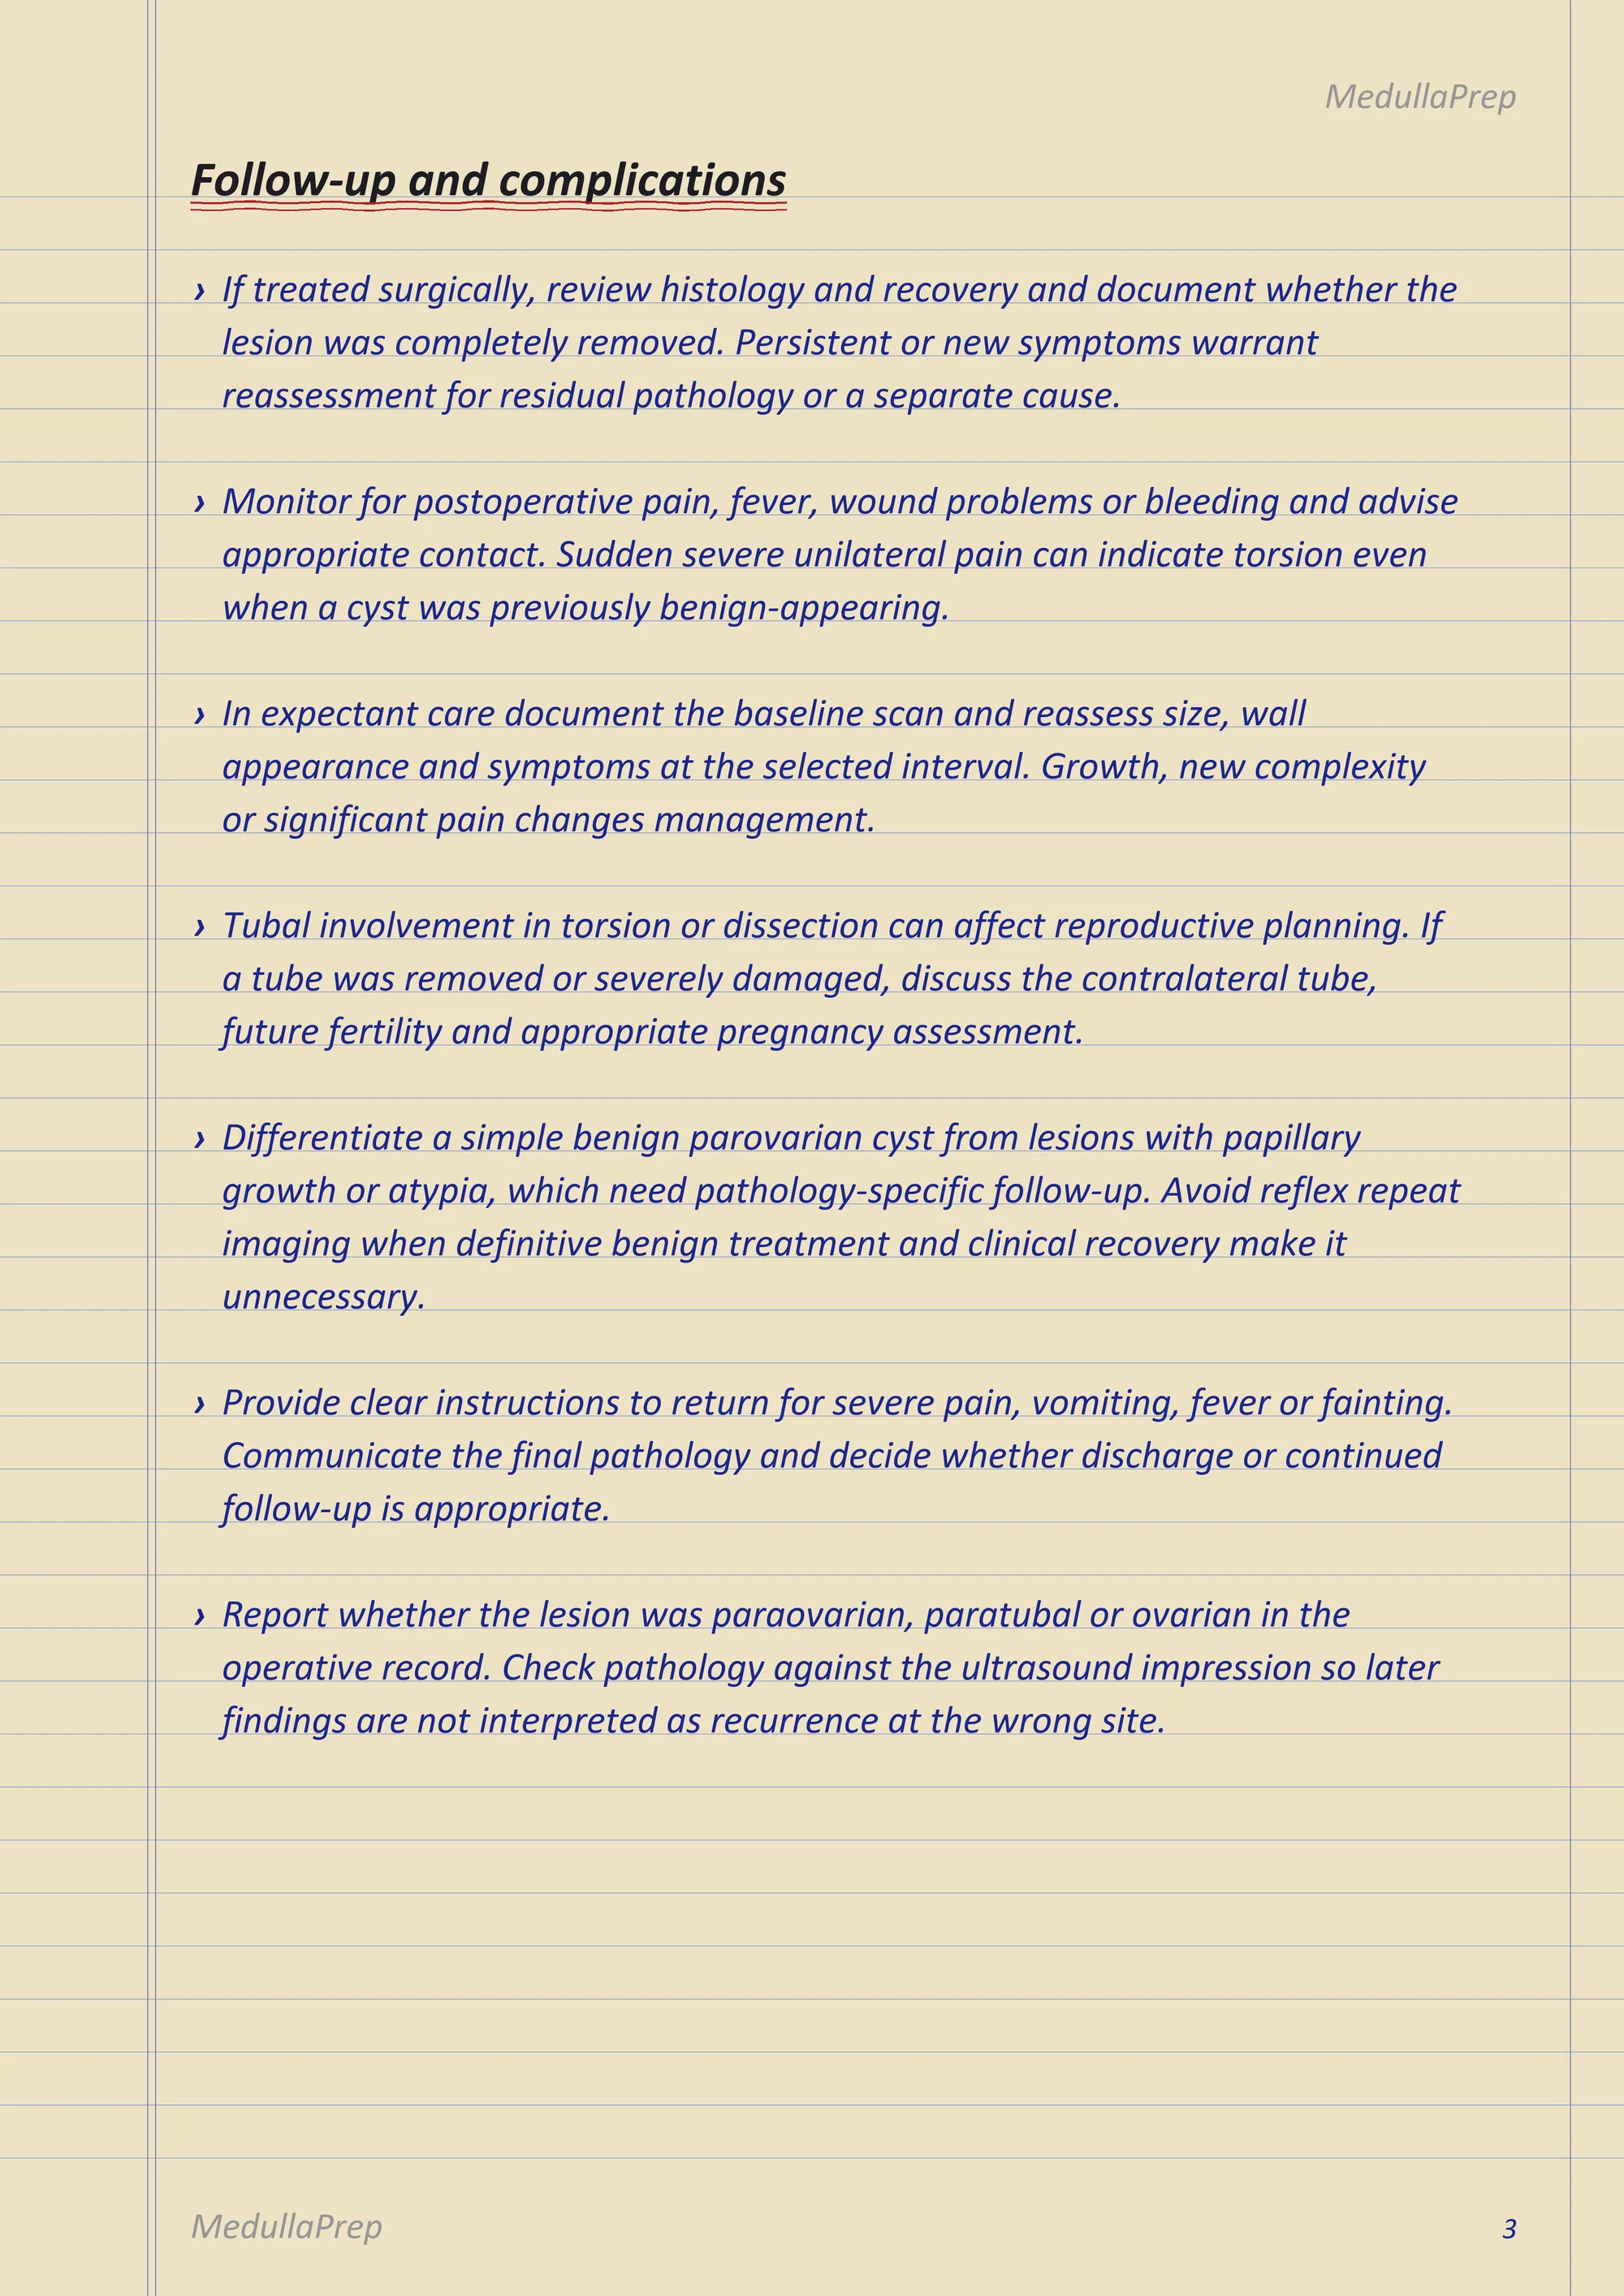 MedullaPrep
Follow-up and complications
› If treated surgically, review histology and recovery and document whether the
lesion was completely removed. Persistent or new symptoms warrant
reassessment for residual pathology or a separate cause.
› Monitor for postoperative pain, fever, wound problems or bleeding and advise
appropriate contact. Sudden severe unilateral pain can indicate torsion even
when a cyst was previously benign-appearing.
› In expectant care document the baseline scan and reassess size, wall
appearance and symptoms at the selected interval. Growth, new complexity
or significant pain changes management.
› Tubal involvement in torsion or dissection can affect reproductive planning. If
a tube was removed or severely damaged, discuss the contralateral tube,
future fertility and appropriate pregnancy assessment.
› Differentiate a simple benign parovarian cyst from lesions with papillary
growth or atypia, which need pathology-specific follow-up. Avoid reflex repeat
imaging when definitive benign treatment and clinical recovery make it
unnecessary.
› Provide clear instructions to return for severe pain, vomiting, fever or fainting.
Communicate the final pathology and decide whether discharge or continued
follow-up is appropriate.
› Report whether the lesion was paraovarian, paratubal or ovarian in the
operative record. Check pathology against the ultrasound impression so later
findings are not interpreted as recurrence at the wrong site.
MedullaPrep
3